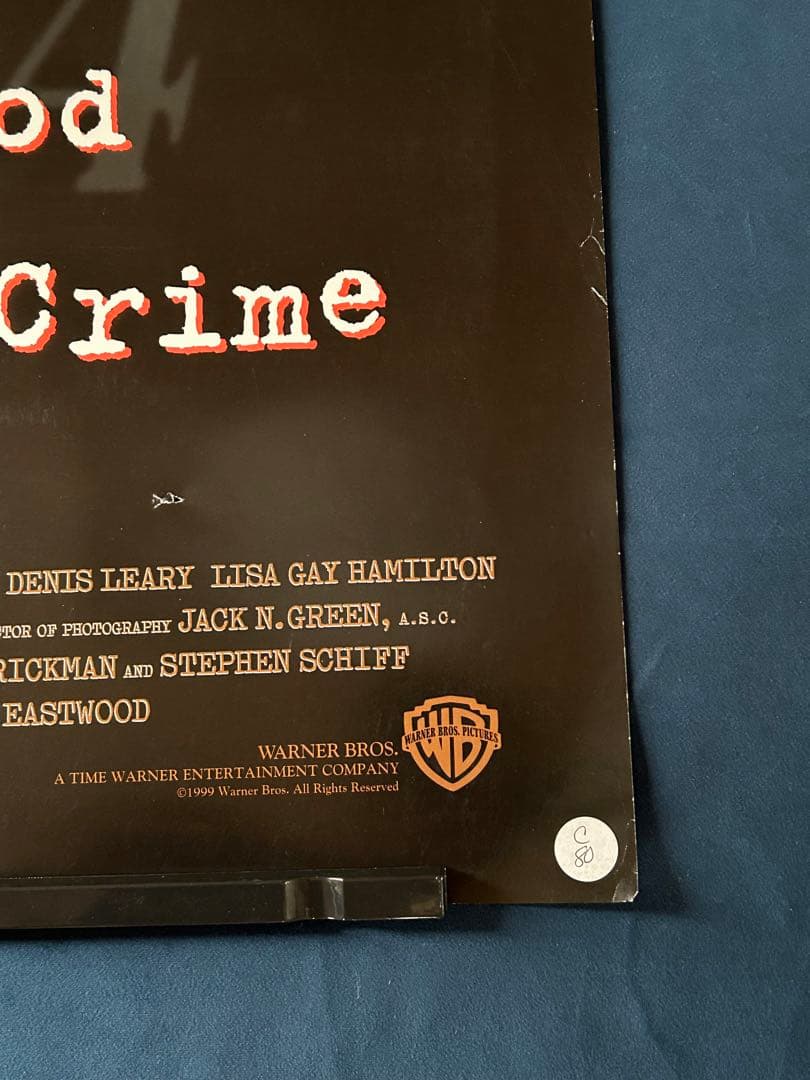 od
Crime
DENIS LEARY LISA GAY HAMILTON
TOR OF PHOTOGRAPHY JACK N. GREEN, A.S.C.
RICKMAN AND STEPHEN SCHIFF
EASTWOOD
WARNER BROS.
WARNER BROS. PICTURES
WB
A TIME WARNER ENTERTAINMENT COMPANY
©1999 Warner Bros. All Rights Reserved
C
80